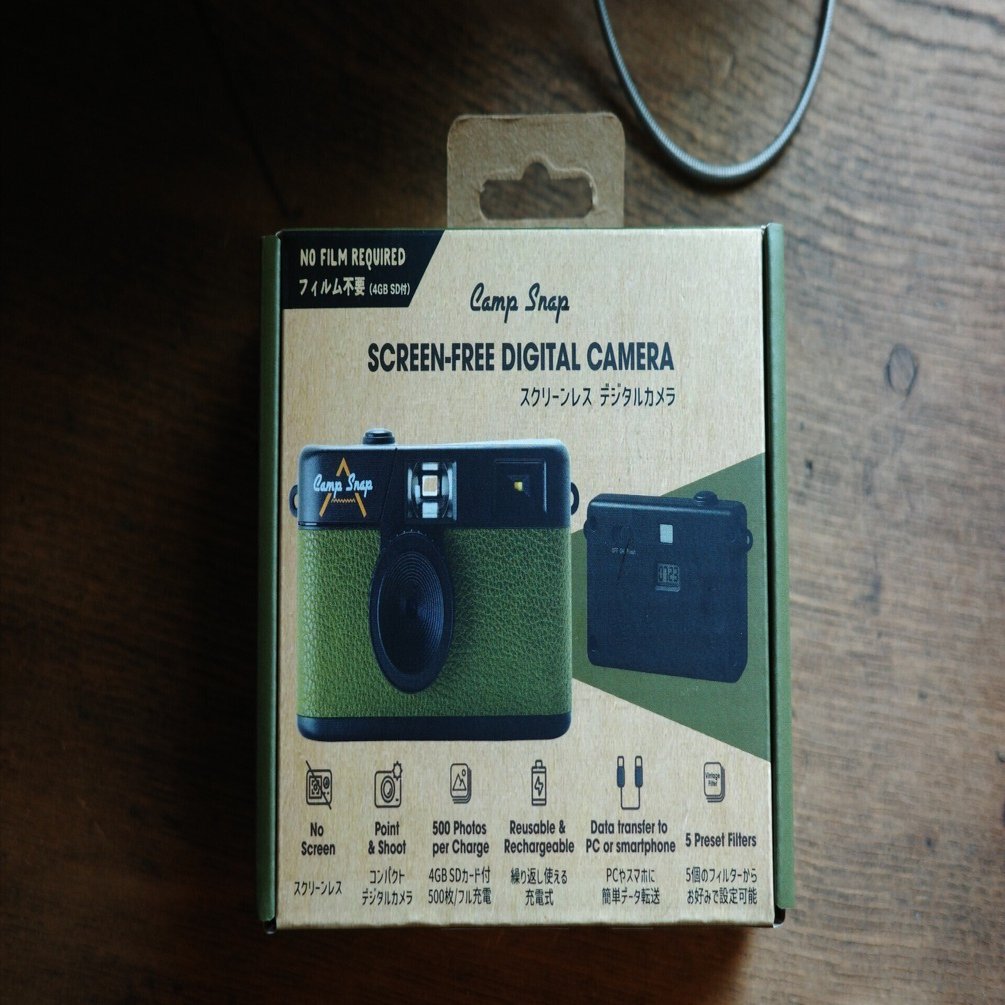 NO FILM REQUIRED
フィルム不要 (4GB SD付)
Camp Snap
SCREEN-FREE DIGITAL CAMERA
スクリーンレス デジタルカメラ
Camp Snap
OFF ON Flash
0723
Vintage
Filter
No
Screen
スクリーンレス
Point
& Shoot
コンパクト
デジタルカメラ
500 Photos
per Charge
4GB SDカード付
500枚/フル充電
Reusable &
Rechargeable
繰り返し使える
充電式
Data transfer to
PC or smartphone
PCやスマホに
簡単データ転送
5 Preset Filters
5個のフィルターから
お好みで設定可能